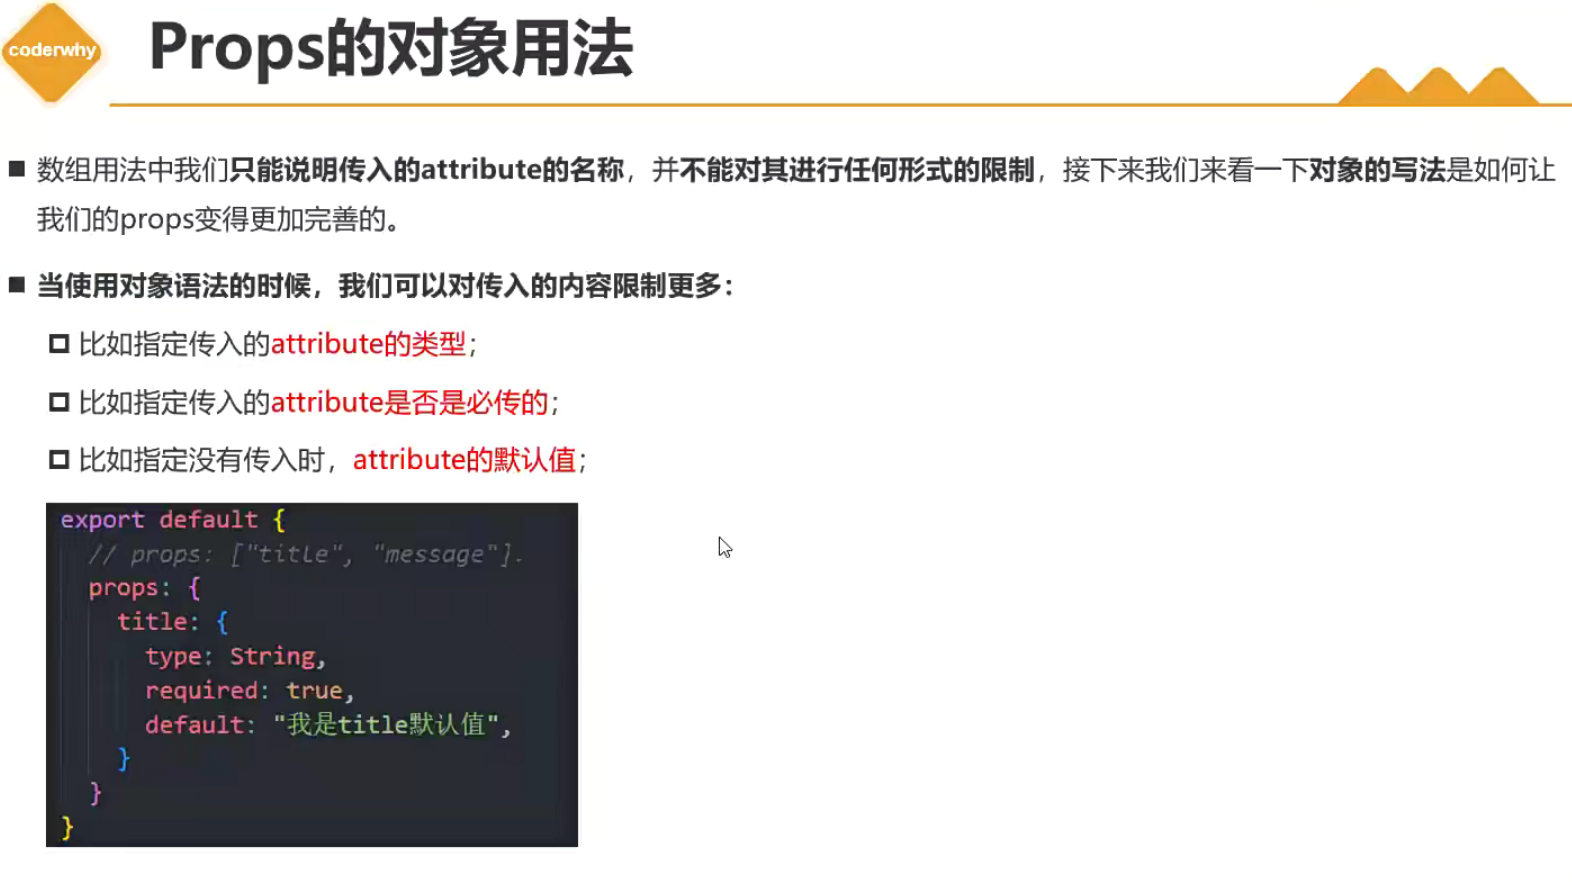 coderwhy
Props的对象用法
数组用法中我们只能说明传入的attribute的名称，并不能对其进行任何形式的限制，接下来我们来看一下对象的写法是如何让
我们的props变得更加完善的。
当使用对象语法的时候，我们可以对传入的内容限制更多：
比如指定传入的attribute的类型；
比如指定传入的attribute是否是必传的；
比如指定没有传入时，attribute的默认值；
export default {
// props: ["title", "message"].
props: {
title: {
type: String,
required: true,
default: "我是title默认值",
}
}
}